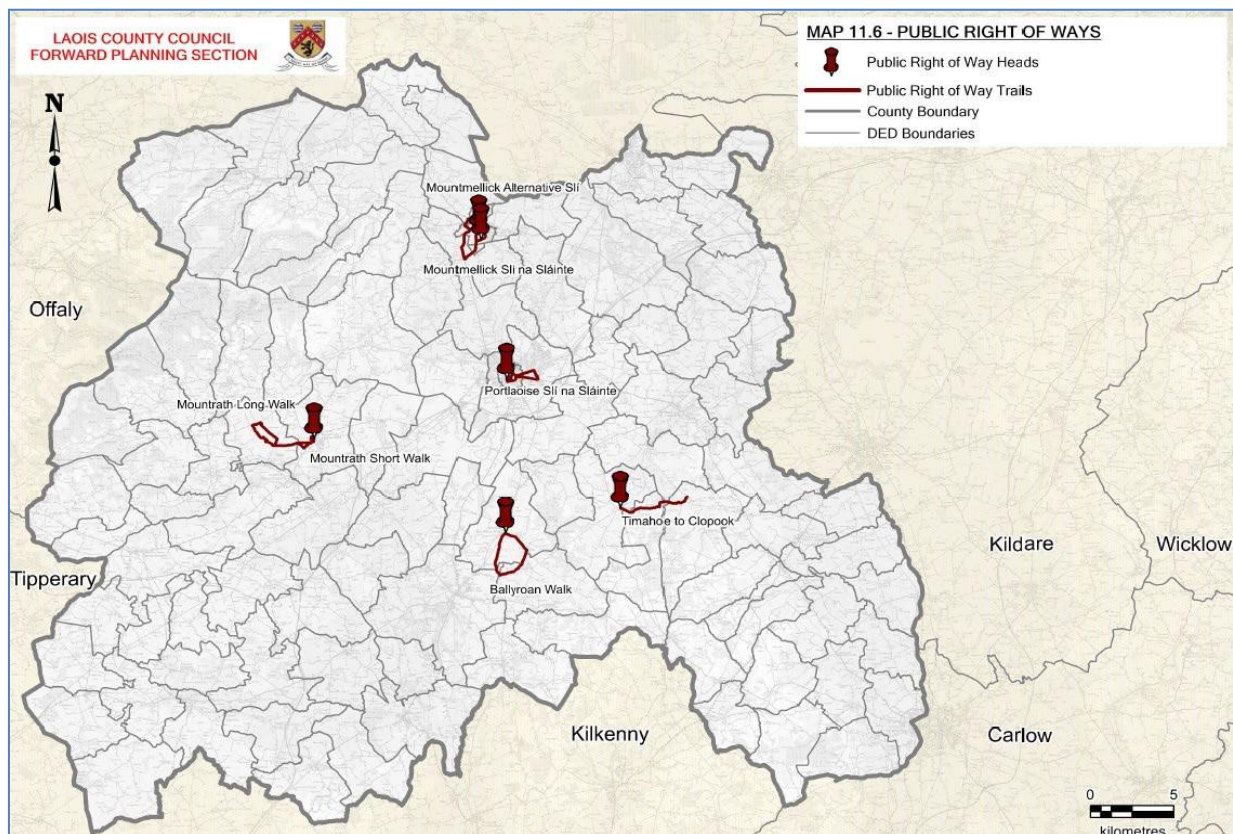 LAOIS COUNTY COUNCIL
FORWARD PLANNING SECTION
MAP 11.6 - PUBLIC RIGHT OF WAYS
Public Right of Way Heads
Public Right of Way Trails
County Boundary
DED Boundaries
N
Mountmellick Alternative Slí
Mountmellick Slí na Sláinte
Offaly
Portlaoise Slí na Sláinte
Mountrath Long Walk
Mountrath Short Walk
Timahoe to Clopook
Kildare
Wicklow
Tipperary
Ballyroan Walk
Kilkenny
Carlow
0 5
kilometres